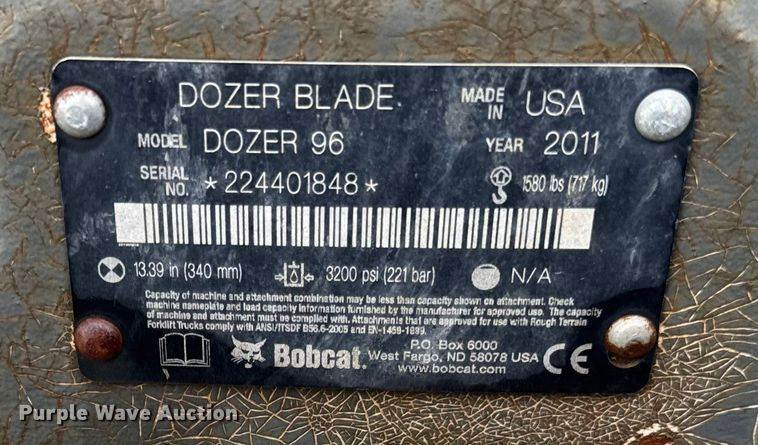 DOZER BLADE MADE IN USA
MODEL DOZER 96 YEAR 2011
SERIAL NO. *224401848* 1580 lbs (717 kg)
13.39 in (340 mm) 3200 psi (221 bar) N/A
Capacity of machine and attachment combination may be less than capacity shown on attachment. Check
machine nameplate and load capacity information furnished by the manufacturer for approved use. The capacity
of machine and attachment must be complied with. Attachments that are approved for use with Rough Terrain
Forklift Trucks comply with ANSI/ITSDF B56.6-2005 and EN-1459-1999.
Bobcat.
P.O. Box 6000
West Fargo, ND 58078 USA
www.bobcat.com
CE
Purple Wave Auction